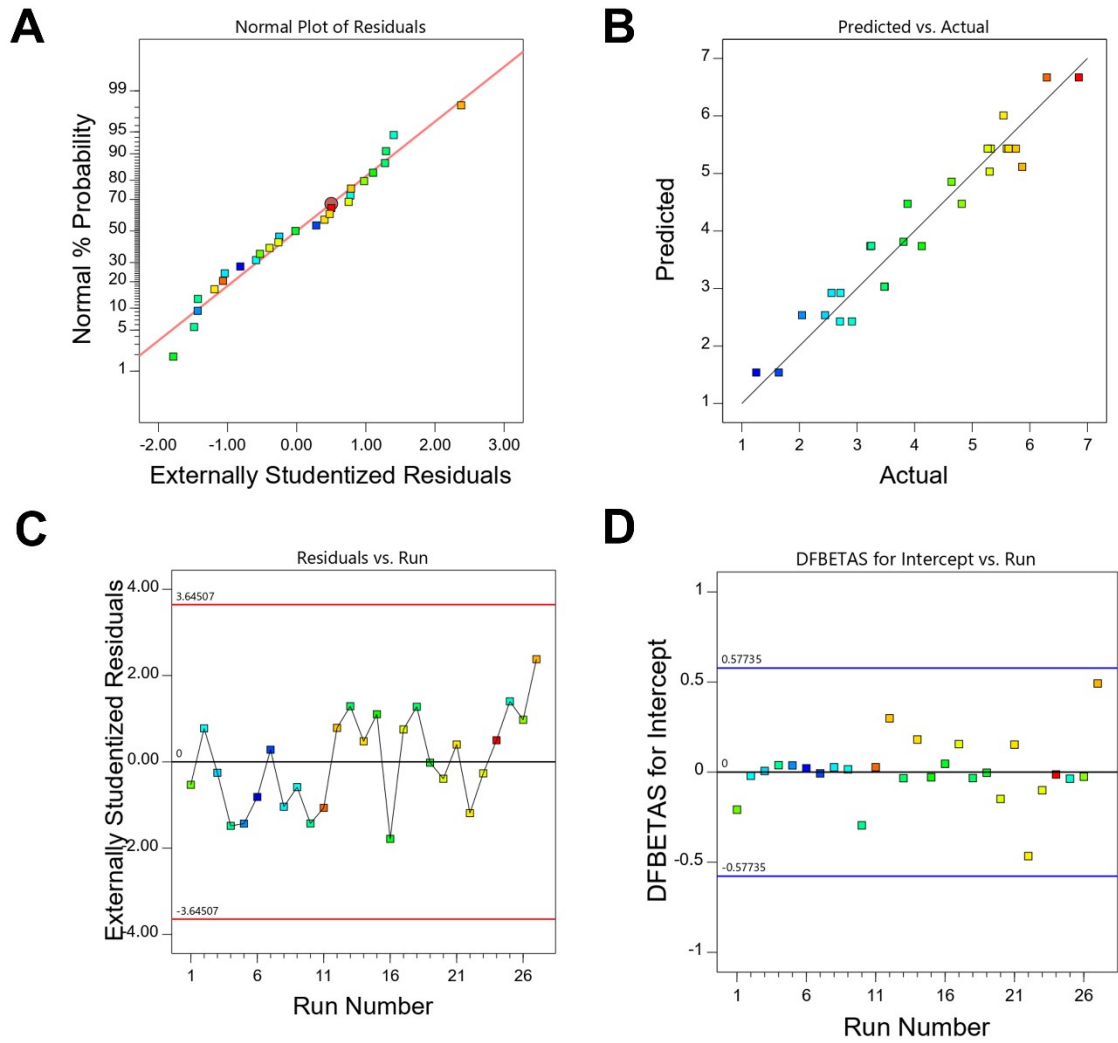 A
Normal Plot of Residuals
Normal % Probability
99
95
90
80
70
50
30
20
10
5
1
-2.00 -1.00 0.00 1.00 2.00 3.00
Externally Studentized Residuals
B
Predicted vs. Actual
Predicted
7
6
5
4
3
2
1
1 2 3 4 5 6 7
Actual
C
Residuals vs. Run
Externally Studentized Residuals
4.00
3.64507
2.00
0.00
0
-2.00
-3.64507
-4.00
1 6 11 16 21 26
Run Number
D
DFBETAS for Intercept vs. Run
DFBETAS for Intercept
1
0.57735
0.5
0
0
-0.5
-0.57735
-1
1 6 11 16 21 26
Run Number